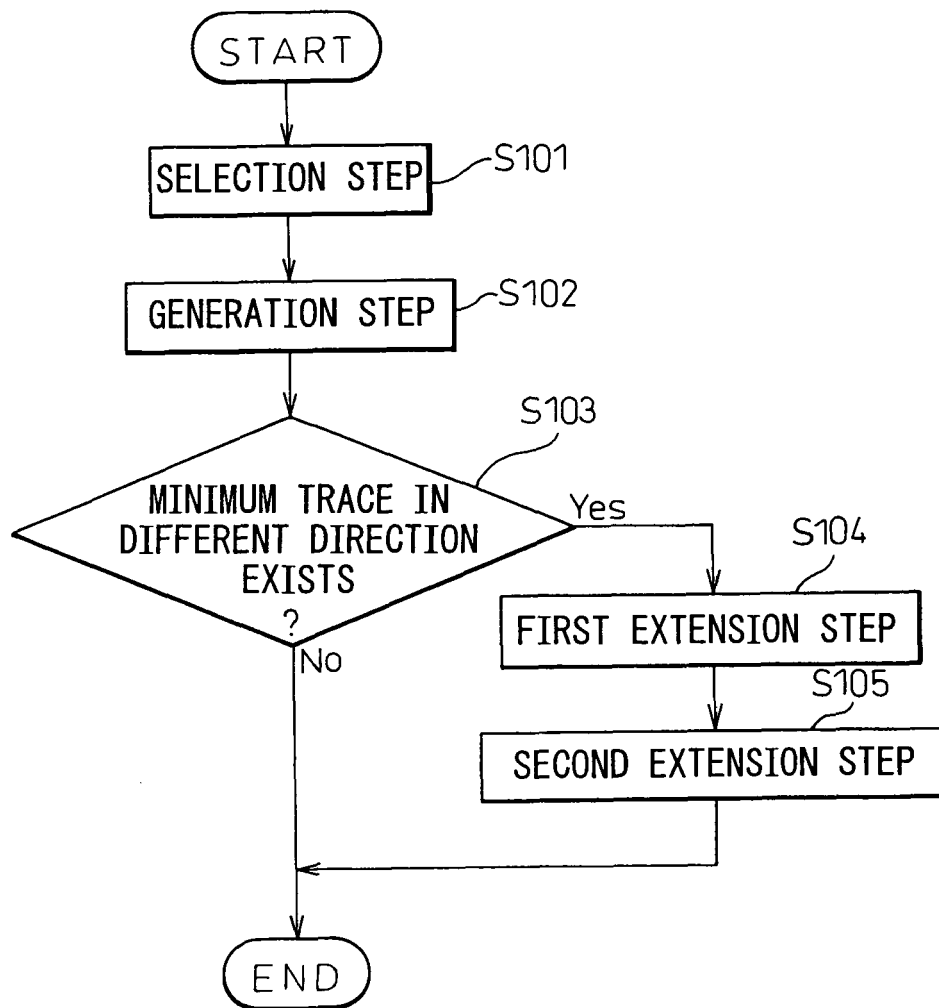 START
SELECTION STEP
S101
GENERATION STEP
S102
S103
MINIMUM TRACE IN
DIFFERENT DIRECTION
EXISTS
?
Yes
No
S104
FIRST EXTENSION STEP
S105
SECOND EXTENSION STEP
END